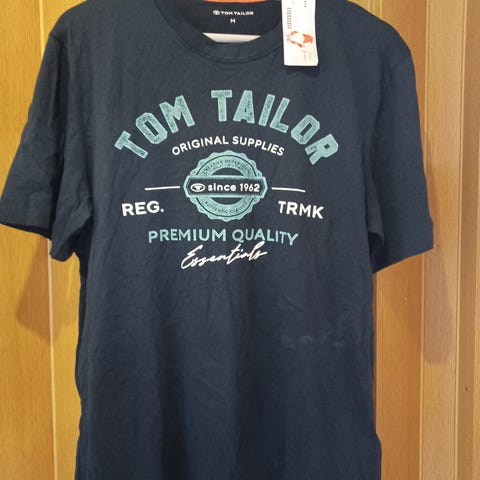 TOM TAILOR
M
TOM TAILOR
ORIGINAL SUPPLIES
since 1962
REG. TRMK
PREMIUM QUALITY
Essentials